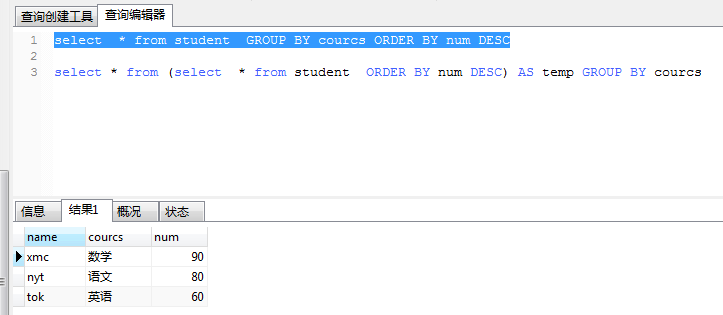 查询创建工具 查询编辑器
1 select  * from student  GROUP BY courcs ORDER BY num DESC
2
3 select * from (select  * from student  ORDER BY num DESC) AS temp GROUP BY courcs
信息 结果1 概况 状态
name courcs num
xmc 数学 90
nyt 语文 80
tok 英语 60